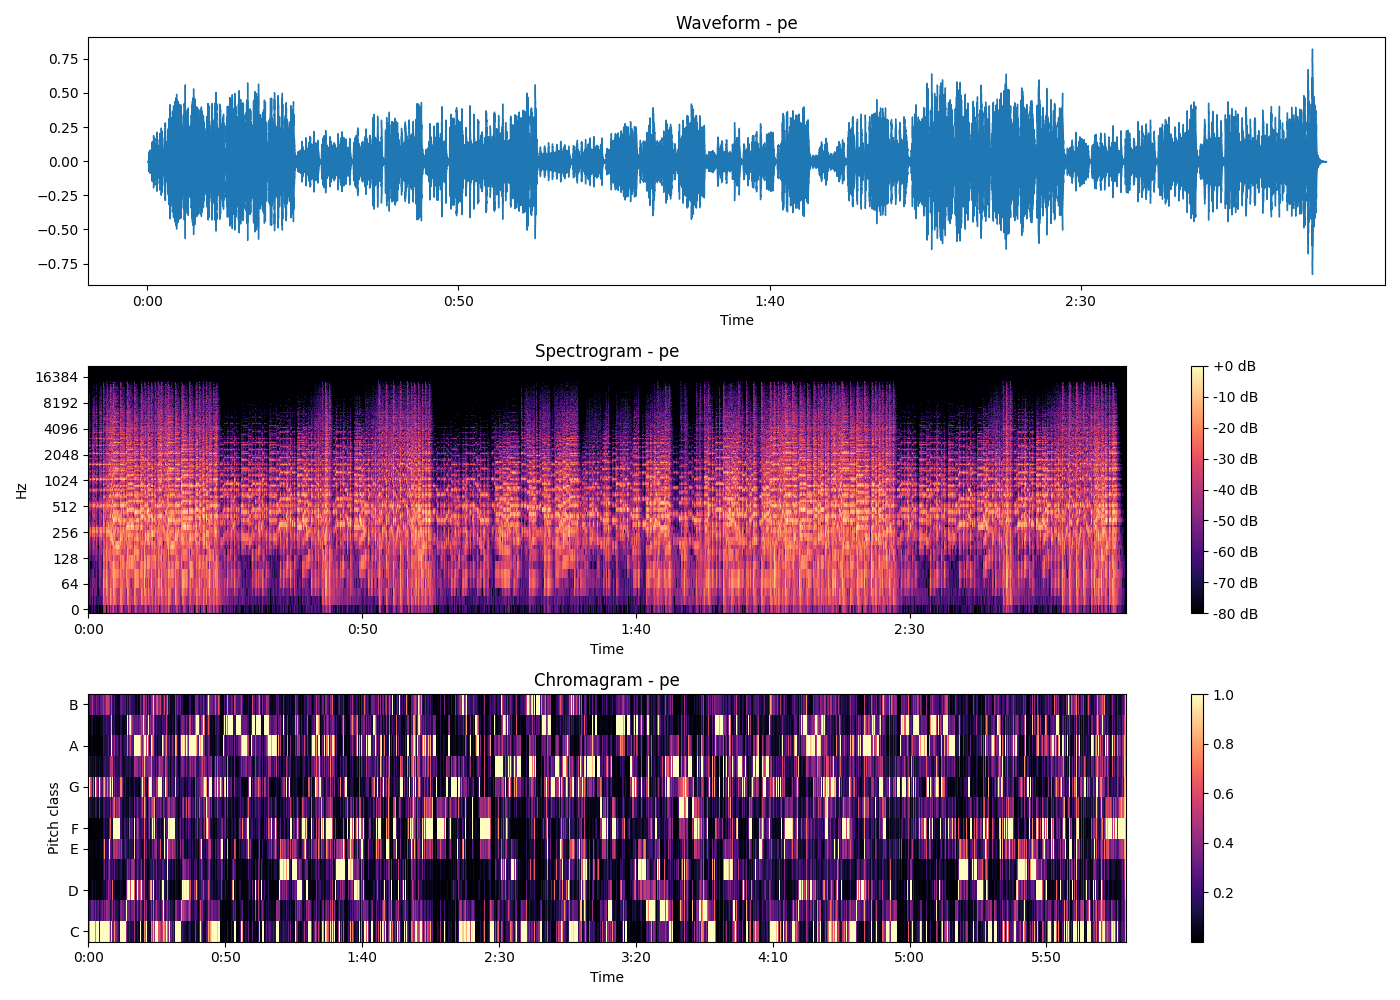 Waveform - pe
0.75
0.50
0.25
0.00
−0.25
−0.50
−0.75
0:00 0:50 1:40 2:30
Time
Spectrogram - pe
Hz
16384
8192
4096
2048
1024
512
256
128
64
0
0:00 0:50 1:40 2:30
Time
+0 dB
-10 dB
-20 dB
-30 dB
-40 dB
-50 dB
-60 dB
-70 dB
-80 dB
Chromagram - pe
Pitch class
B
A
G
F
E
D
C
0:00 0:50 1:40 2:30 3:20 4:10 5:00 5:50
Time
1.0
0.8
0.6
0.4
0.2